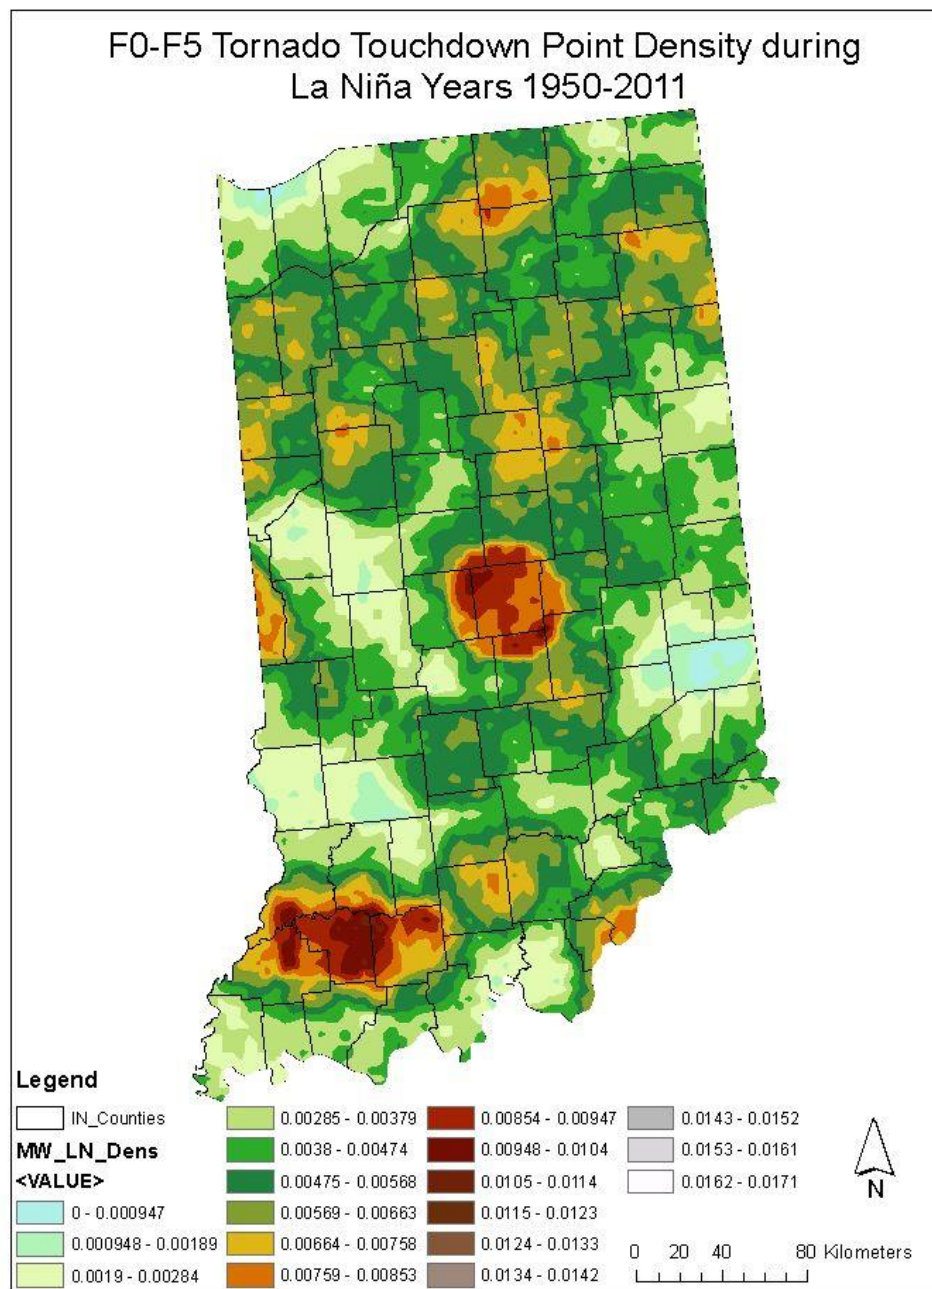 F0-F5 Tornado Touchdown Point Density during
La Niña Years 1950-2011
Legend
IN_Counties
MW_LN_Dens
<VALUE>
0 - 0.000947
0.000948 - 0.00189
0.0019 - 0.00284
0.00285 - 0.00379
0.0038 - 0.00474
0.00475 - 0.00568
0.00569 - 0.00663
0.00664 - 0.00758
0.00759 - 0.00853
0.00854 - 0.00947
0.00948 - 0.0104
0.0105 - 0.0114
0.0115 - 0.0123
0.0124 - 0.0133
0.0134 - 0.0142
0.0143 - 0.0152
0.0153 - 0.0161
0.0162 - 0.0171
N
0 20 40 80 Kilometers